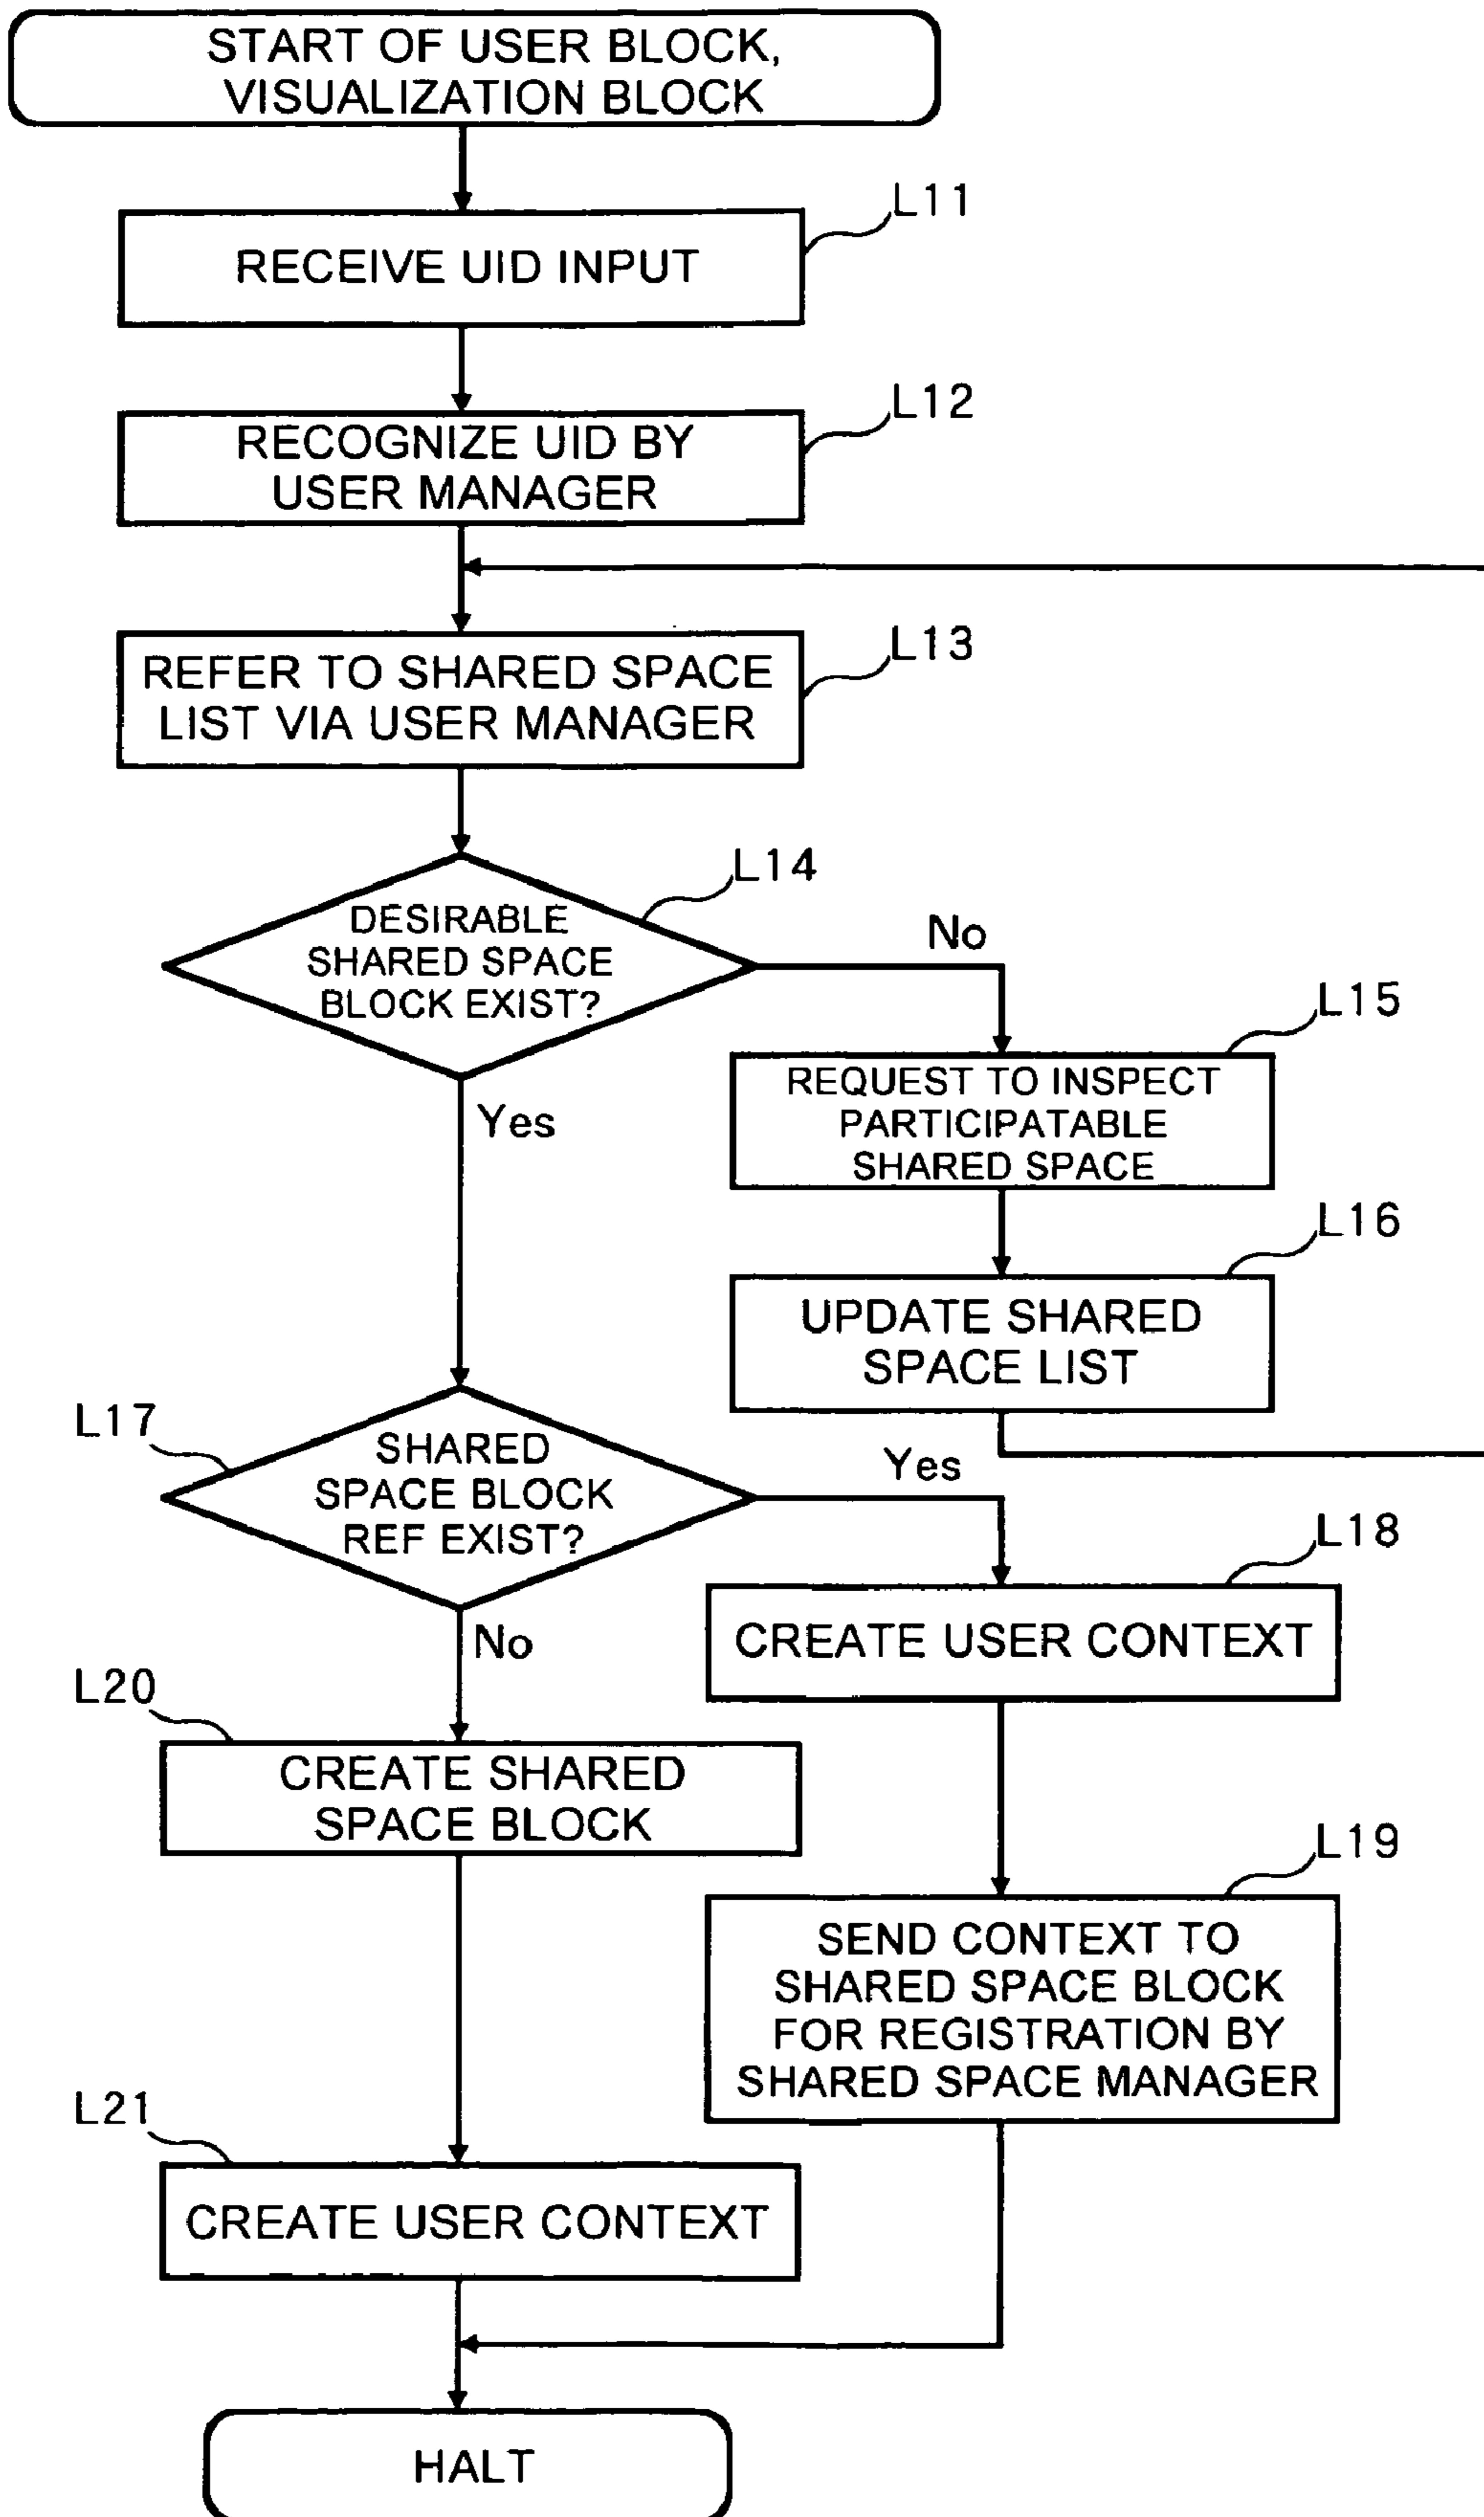 START OF USER BLOCK,
VISUALIZATION BLOCK
L11
RECEIVE UID INPUT
L12
RECOGNIZE UID BY
USER MANAGER
L13
REFER TO SHARED SPACE
LIST VIA USER MANAGER
L14
DESIRABLE
SHARED SPACE
BLOCK EXIST?
No
Yes
L15
REQUEST TO INSPECT
PARTICIPATABLE
SHARED SPACE
L16
UPDATE SHARED
SPACE LIST
L17
SHARED
SPACE BLOCK
REF EXIST?
Yes
No
L18
CREATE USER CONTEXT
L19
SEND CONTEXT TO
SHARED SPACE BLOCK
FOR REGISTRATION BY
SHARED SPACE MANAGER
L20
CREATE SHARED
SPACE BLOCK
L21
CREATE USER CONTEXT
HALT